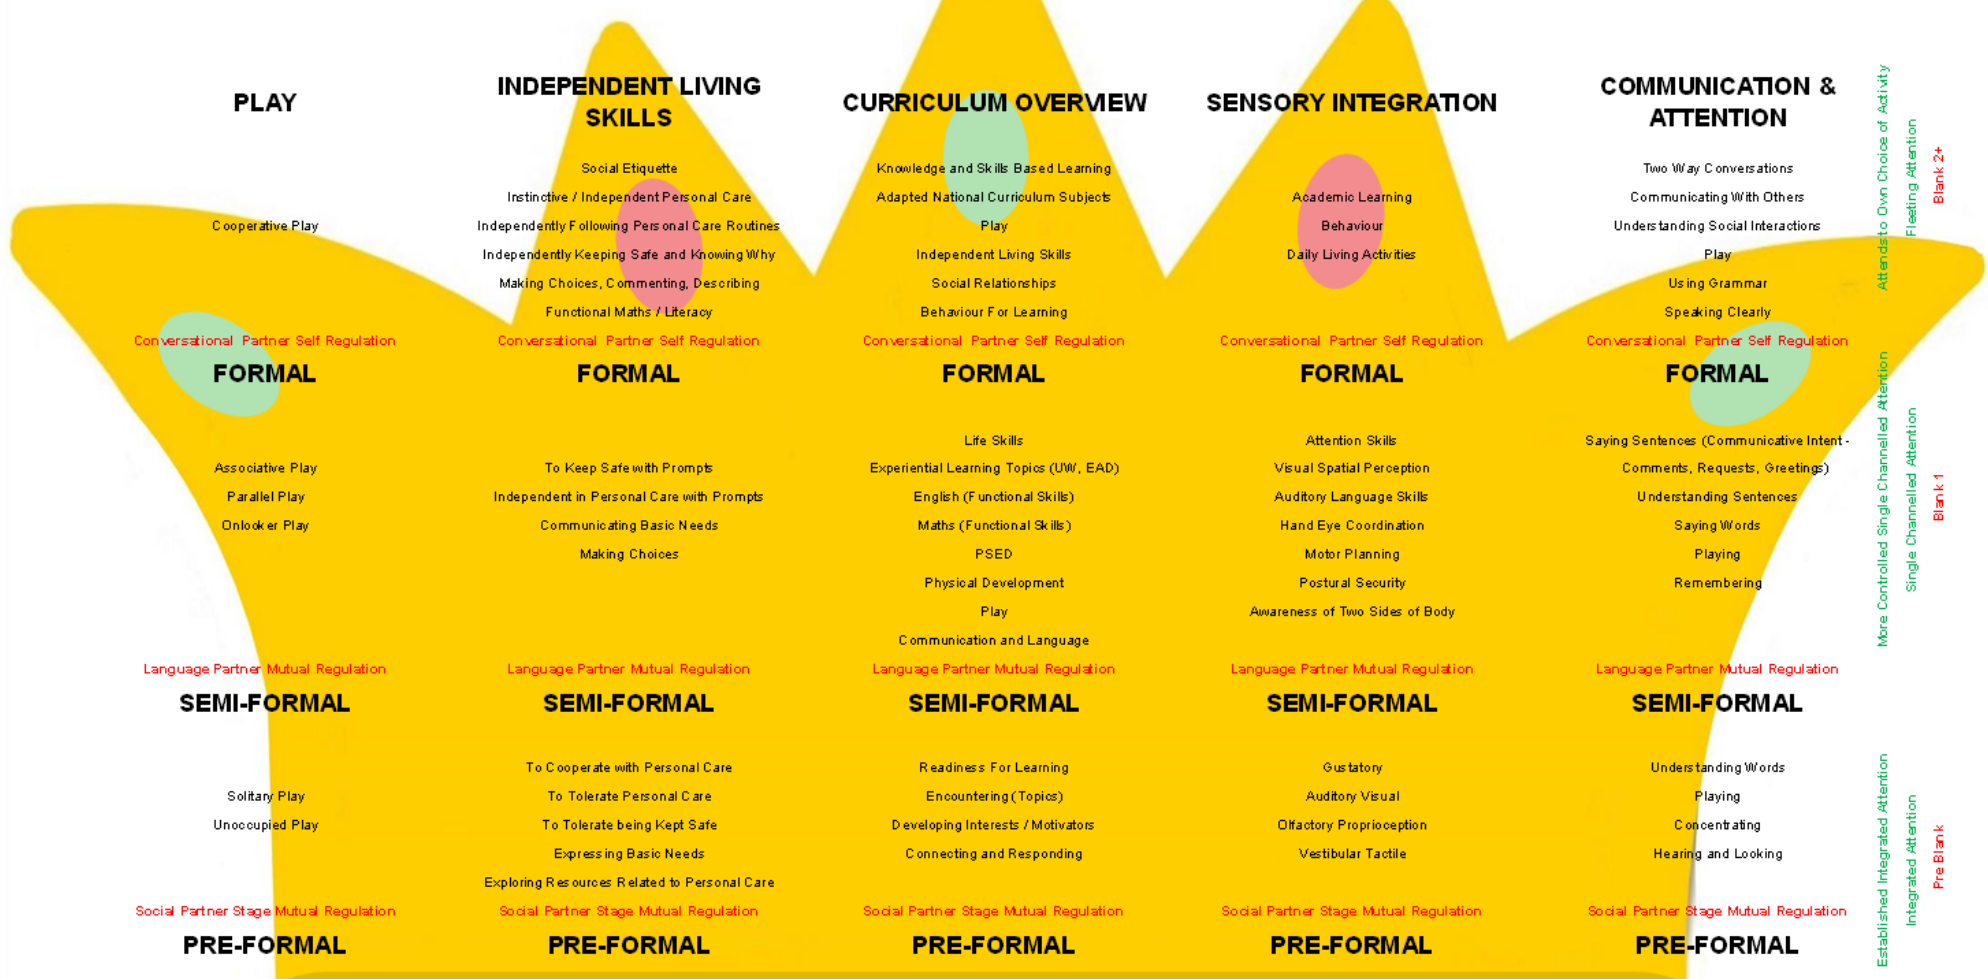 PLAY
Cooperative Play
Conversational Partner Self Regulation
FORMAL
Associative Play
Parallel Play
Onlooker Play
Language Partner Mutual Regulation
SEMI-FORMAL
Solitary Play
Unoccupied Play
Social Partner Stage Mutual Regulation
PRE-FORMAL
INDEPENDENT LIVING
SKILLS
Social Etiquette
Instinctive / Independent Personal Care
Independently Following Personal Care Routines
Independently Keeping Safe and Knowing Why
Making Choices, Commenting, Describing
Functional Maths / Literacy
Conversational Partner Self Regulation
FORMAL
To Keep Safe with Prompts
Independent in Personal Care with Prompts
Communicating Basic Needs
Making Choices
Language Partner Mutual Regulation
SEMI-FORMAL
To Cooperate with Personal Care
To Tolerate Personal Care
To Tolerate being Kept Safe
Expressing Basic Needs
Exploring Resources Related to Personal Care
Social Partner Stage Mutual Regulation
PRE-FORMAL
CURRICULUM OVERVIEW
Knowledge and Skills Based Learning
Adapted National Curriculum Subjects
Play
Independent Living Skills
Social Relationships
Behaviour For Learning
Conversational Partner Self Regulation
FORMAL
Life Skills
Experiential Learning Topics (UW, EAD)
English (Functional Skills)
Maths (Functional Skills)
PSED
Physical Development
Play
Communication and Language
Language Partner Mutual Regulation
SEMI-FORMAL
Readiness For Learning
Encountering (Topics)
Developing Interests / Motivators
Connecting and Responding
Social Partner Stage Mutual Regulation
PRE-FORMAL
SENSORY INTEGRATION
Academic Learning
Behaviour
Daily Living Activities
Conversational Partner Self Regulation
FORMAL
Attention Skills
Visual Spatial Perception
Auditory Language Skills
Hand Eye Coordination
Motor Planning
Postural Security
Awareness of Two Sides of Body
Language Partner Mutual Regulation
SEMI-FORMAL
Gustatory
Auditory Visual
Olfactory Proprioception
Vestibular Tactile
Social Partner Stage Mutual Regulation
PRE-FORMAL
COMMUNICATION &
ATTENTION
Two Way Conversations
Communicating With Others
Understanding Social Interactions
Play
Using Grammar
Speaking Clearly
Conversational Partner Self Regulation
FORMAL
Saying Sentences (Communicative Intent -
Comments, Requests, Greetings)
Understanding Sentences
Saying Words
Playing
Remembering
Language Partner Mutual Regulation
SEMI-FORMAL
Understanding Words
Playing
Concentrating
Hearing and Looking
Social Partner Stage Mutual Regulation
PRE-FORMAL
Attends to Own Choice of Activity
Fleeting Attention
Blank 2+
More Controlled Single Channelled Attention
Single Channelled Attention
Blank 1
Established Integrated Attention
Integrated Attention
Pre Blank